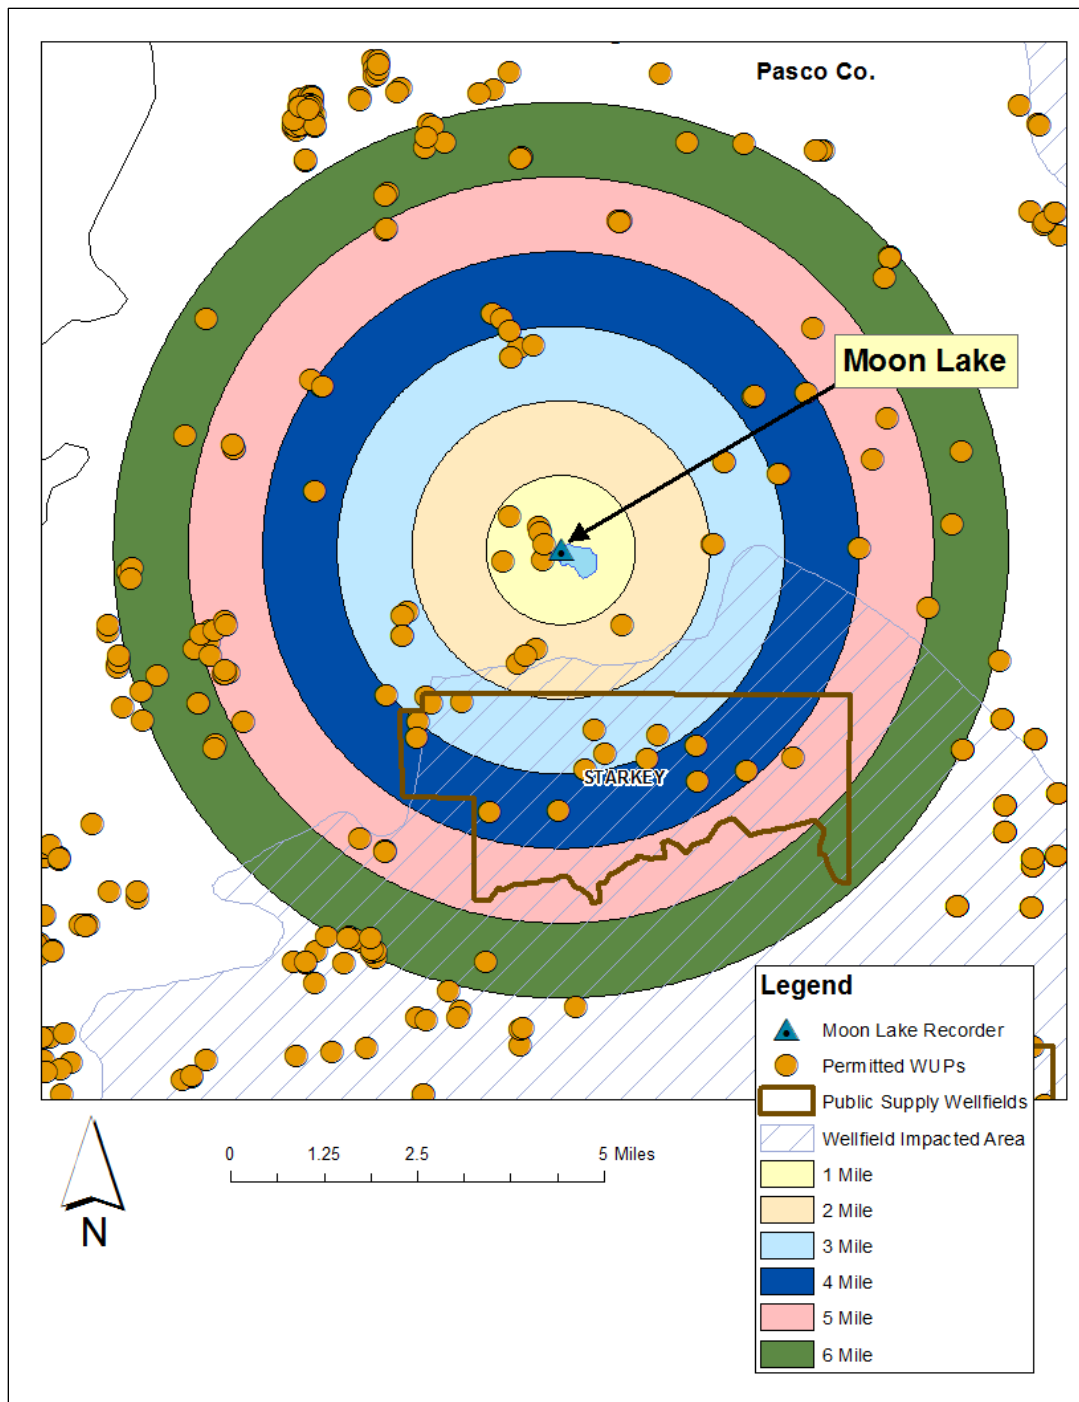 Pasco Co.
Moon Lake
STARKEY
Legend
Moon Lake Recorder
Permitted WUPs
Public Supply Wellfields
Wellfield Impacted Area
1 Mile
2 Mile
3 Mile
4 Mile
5 Mile
6 Mile
0 1.25 2.5 5 Miles
N